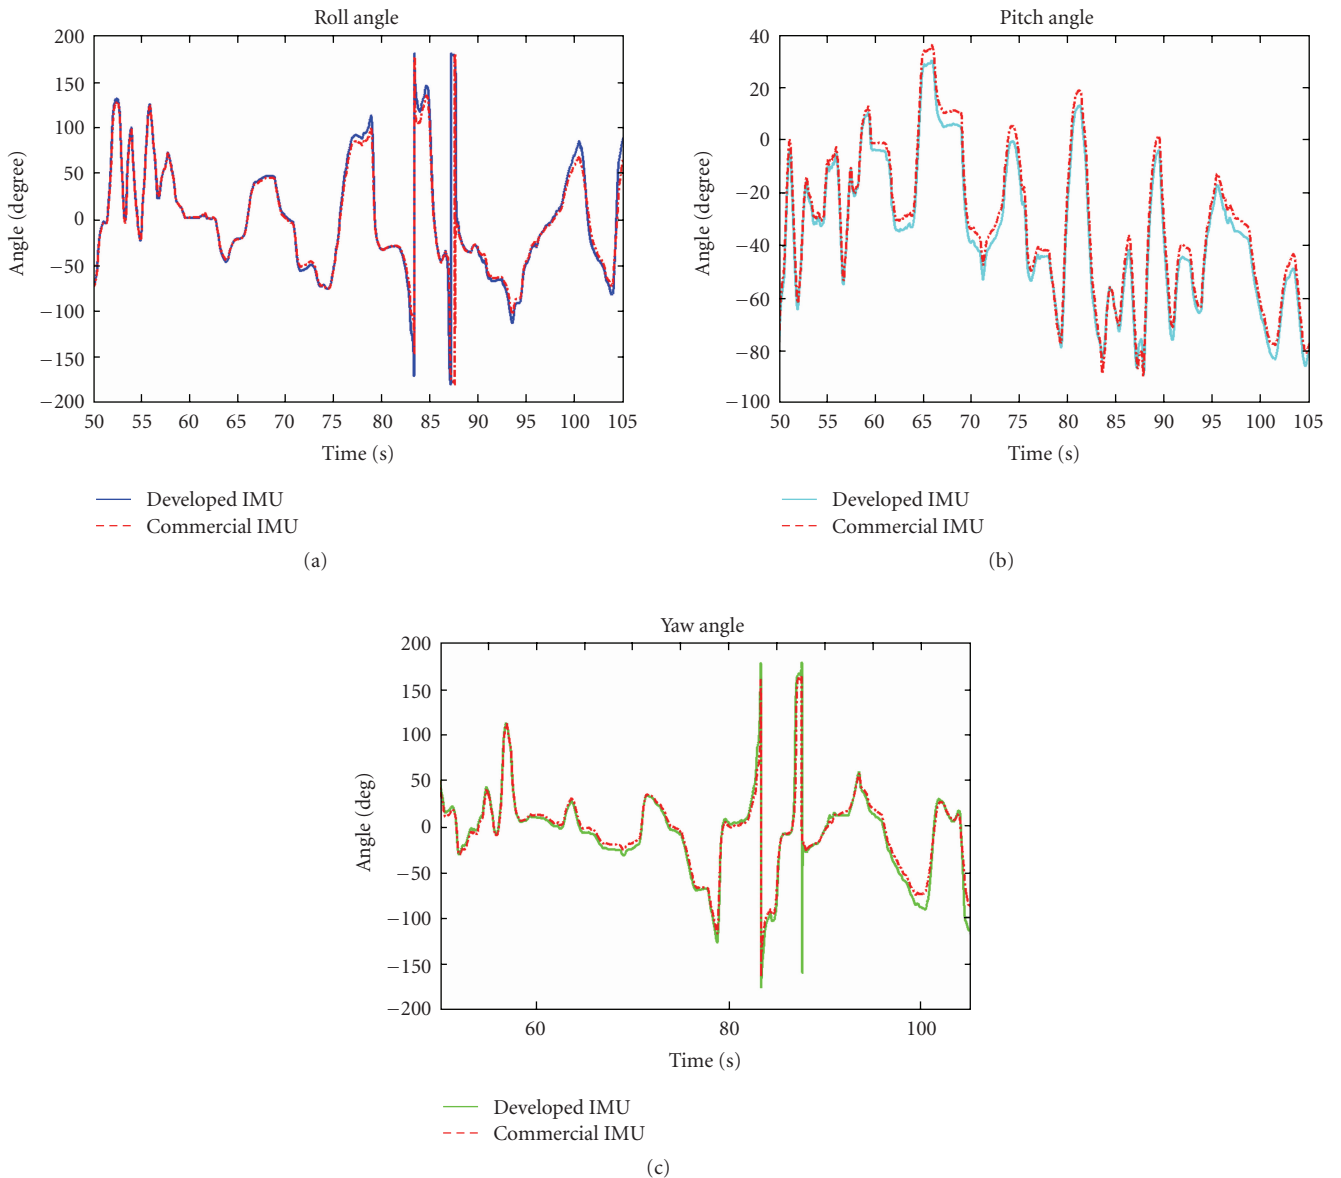 Roll angle
200
150
100
50
0
−50
−100
−150
−200
Angle (degree)
50 55 60 65 70 75 80 85 90 95 100 105
Time (s)
Developed IMU
Commercial IMU
(a)
Pitch angle
40
20
0
−20
−40
−60
−80
−100
Angle (degree)
50 55 60 65 70 75 80 85 90 95 100 105
Time (s)
Developed IMU
Commercial IMU
(b)
Yaw angle
200
150
100
50
0
−50
−100
−150
−200
Angle (deg)
60 80 100
Time (s)
Developed IMU
Commercial IMU
(c)